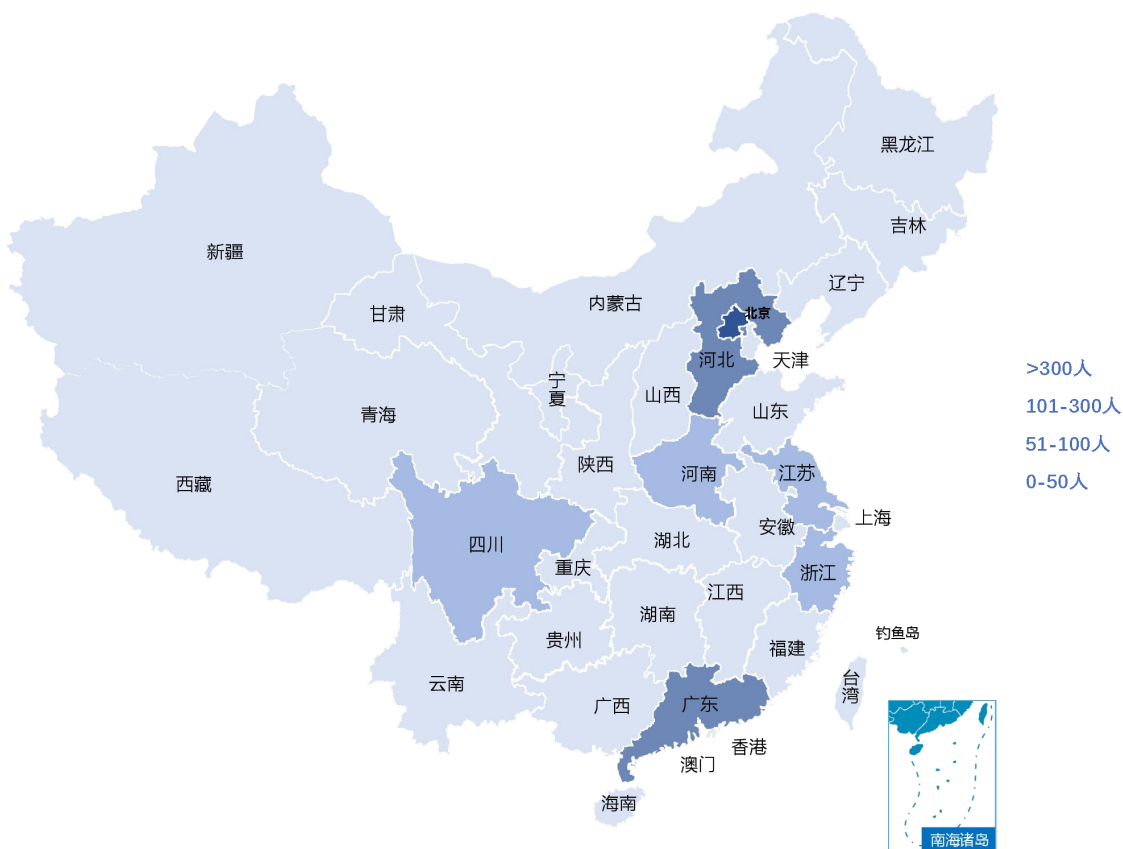 黑龙江
吉林
新疆
辽宁
内蒙古
甘肃
北京
河北
天津
宁夏
山西
山东
青海
>300人
101-300人
51-100人
0-50人
陕西
河南
江苏
西藏
上海
安徽
四川
湖北
重庆
浙江
江西
湖南
贵州
福建
钓鱼岛
云南
台湾
广西
广东
香港
澳门
海南
南海诸岛